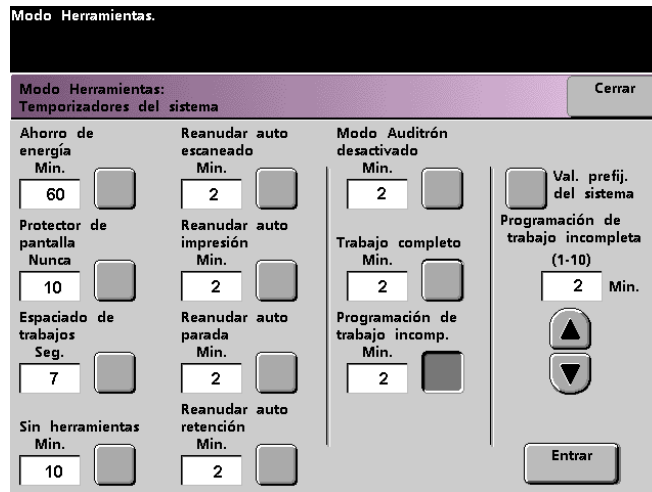 Modo Herramientas.
Modo Herramientas:
Temporizadores del sistema
Cerrar
Ahorro de
energía
Min.
60
Protector de
pantalla
Nunca
10
Espaciado de
trabajos
Seg.
7
Sin herramientas
Min.
10
Reanudar auto
escaneado
Min.
2
Reanudar auto
impresión
Min.
2
Reanudar auto
parada
Min.
2
Reanudar auto
retención
Min.
2
Modo Auditrón
desactivado
Min.
2
Trabajo completo
Min.
2
Programación de
trabajo incomp.
Min.
2
Val. prefij.
del sistema
Programación de
trabajo incompleta
(1-10)
2 Min.
Entrar